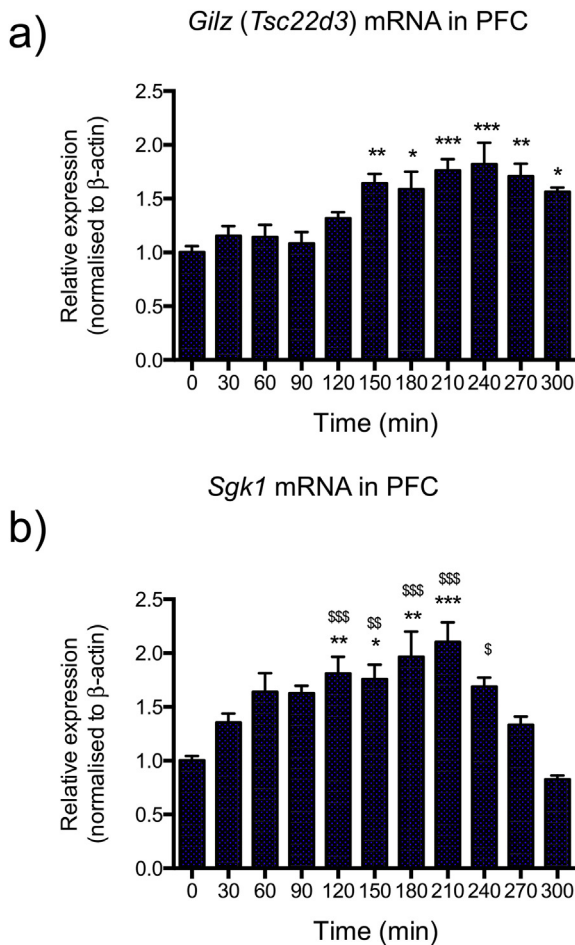 a)
Gilz (Tsc22d3) mRNA in PFC
Relative expression
(normalised to β-actin)
2.5
2.0
1.5
1.0
0.5
0.0
** * *** *** ** *
0 30 60 90 120 150 180 210 240 270 300
Time (min)
b)
Sgk1 mRNA in PFC
Relative expression
(normalised to β-actin)
2.5
2.0
1.5
1.0
0.5
0.0
$$$ $$ $$$ $$$ $
** * ** ***
0 30 60 90 120 150 180 210 240 270 300
Time (min)